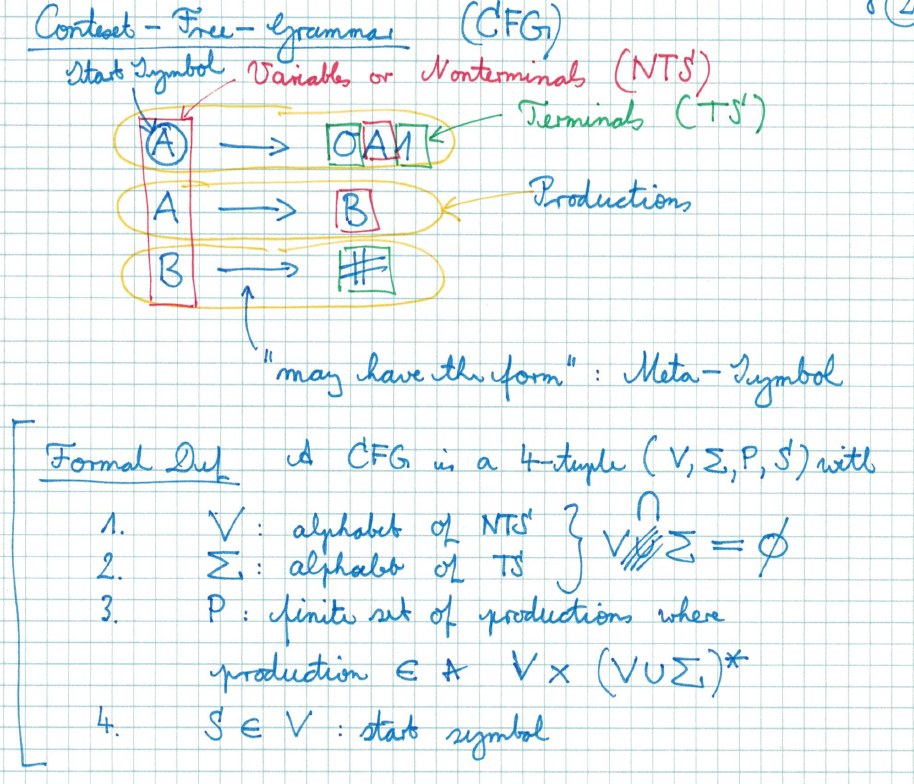 Context-Free-Grammar (CFG)
Start Symbol Variables or Nonterminals (NTS)
Terminals (TS)
A → 0A1
A → B
Productions
B → #
"may have the form" : Meta-Symbol
Formal Def A CFG is a 4-tuple (V, Σ, P, S) with
1. V : alphabet of NTS
2. Σ : alphabet of TS
} V ∩ Σ = ∅
3. P : finite set of productions where
production ∈ V × (V∪Σ)*
4. S ∈ V : start symbol